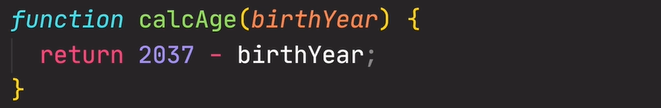 function calcAge(birthYear) {
  return 2037 - birthYear;
}